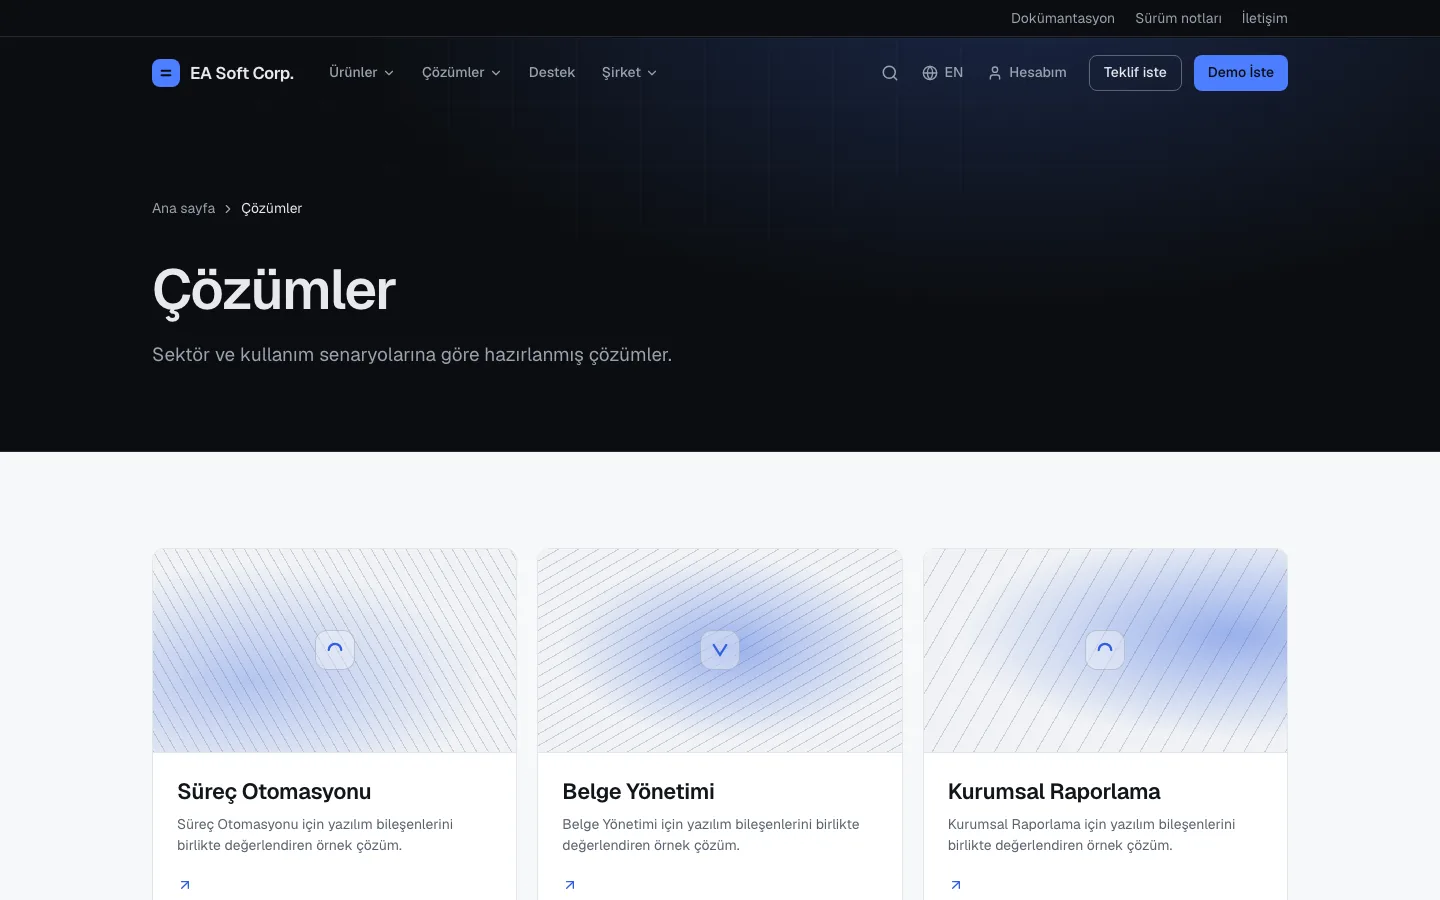 Dokümantasyon Sürüm notları İletişim
EA Soft Corp. Ürünler Çözümler Destek Şirket EN Hesabım Teklif iste Demo İste
Ana sayfa > Çözümler
Çözümler
Sektör ve kullanım senaryolarına göre hazırlanmış çözümler.
Süreç Otomasyonu
Süreç Otomasyonu için yazılım bileşenlerini
birlikte değerlendiren örnek çözüm.
Belge Yönetimi
Belge Yönetimi için yazılım bileşenlerini birlikte
değerlendiren örnek çözüm.
Kurumsal Raporlama
Kurumsal Raporlama için yazılım bileşenlerini
birlikte değerlendiren örnek çözüm.